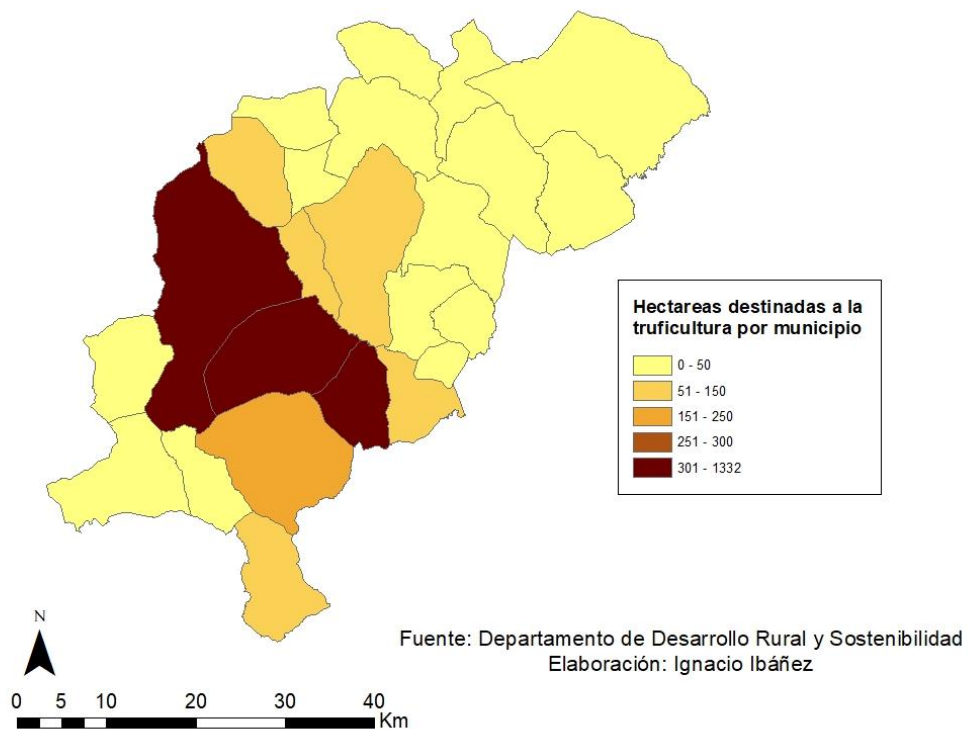 Hectareas destinadas a la
truficultura por municipio
0 - 50
51 - 150
151 - 250
251 - 300
301 - 1332
N
Fuente: Departamento de Desarrollo Rural y Sostenibilidad
Elaboración: Ignacio Ibáñez
0 5 10 20 30 40
Km